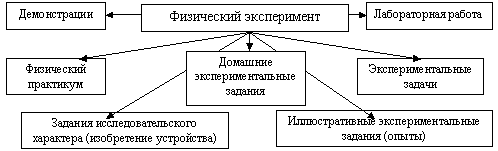 Демонстрации
Физический эксперимент
Лабораторная работа
Физический
практикум
Домашние
экспериментальные
задания
Экспериментальные
задачи
Задания исследовательского
характера (изобретение устройства)
Иллюстративные экспериментальные
задания (опыты)